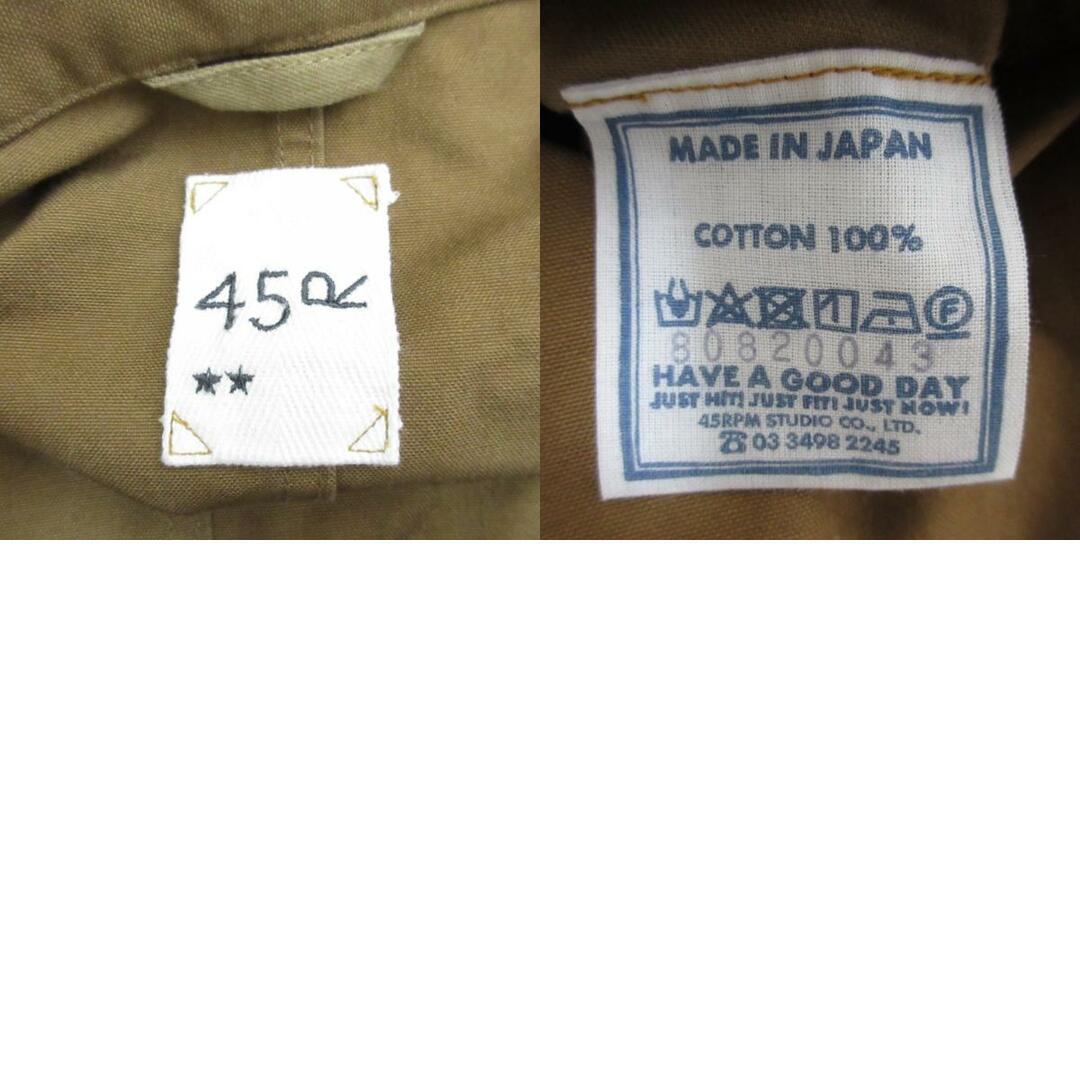 45R
★★
MADE IN JAPAN
COTTON 100%
80820043
HAVE A GOOD DAY
JUST HIT! JUST FIT! JUST NOW!
45RPM STUDIO CO., LTD.
☎ 03 3498 2245